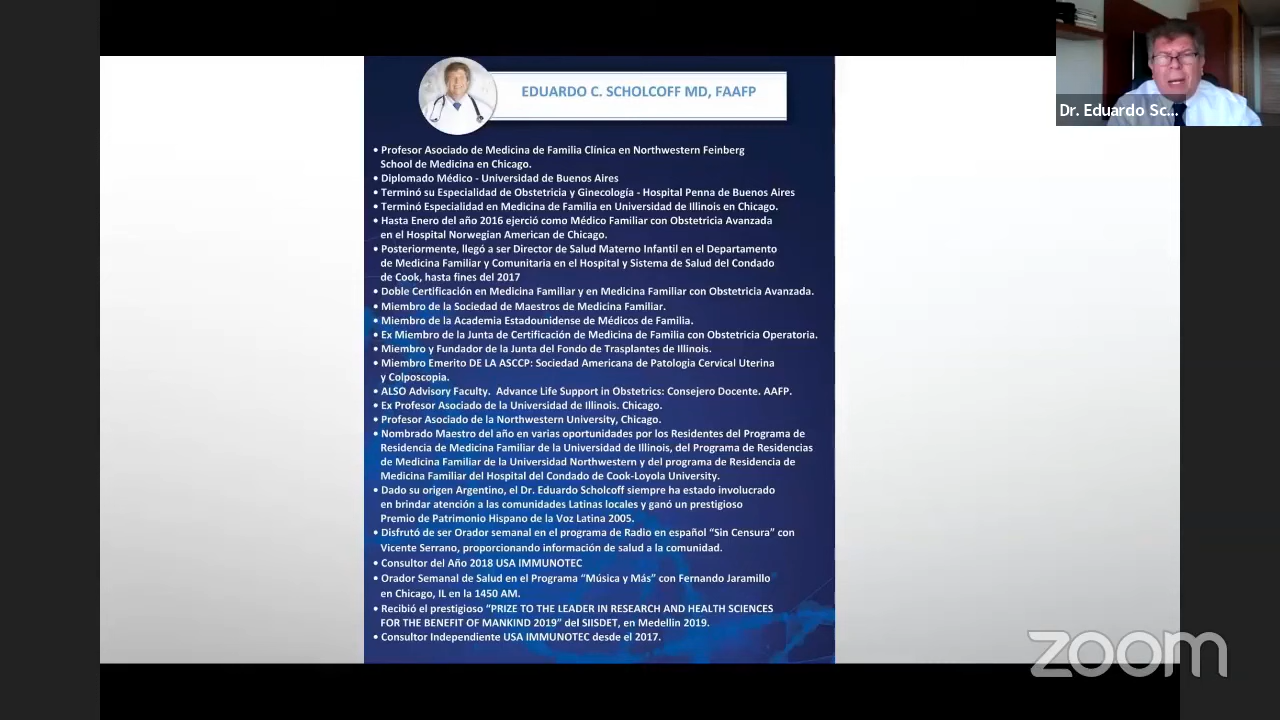 EDUARDO C. SCHOLCOFF MD, FAAFP
Dr. Eduardo Sc...
• Profesor Asociado de Medicina de Familia Clínica en Northwestern Feinberg
School de Medicina en Chicago.
• Diplomado Médico - Universidad de Buenos Aires
• Terminó su Especialidad de Obstetricia y Ginecología - Hospital Penna de Buenos Aires
• Terminó Especialidad en Medicina de Familia en Universidad de Illinois en Chicago.
• Hasta Enero del año 2016 ejerció como Médico Familiar con Obstetricia Avanzada
en el Hospital Norwegian American de Chicago.
• Posteriormente, llegó a ser Director de Salud Materno Infantil en el Departamento
de Medicina Familiar y Comunitaria en el Hospital y Sistema de Salud del Condado
de Cook, hasta fines del 2017
• Doble Certificación en Medicina Familiar y en Medicina Familiar con Obstetricia Avanzada.
• Miembro de la Sociedad de Maestros de Medicina Familiar.
• Miembro de la Academia Estadounidense de Médicos de Familia.
• Ex Miembro de la Junta de Certificación de Medicina de Familia con Obstetricia Operatoria.
• Miembro y Fundador de la Junta del Fondo de Trasplantes de Illinois.
• Miembro Emerito DE LA ASCCP: Sociedad Americana de Patologia Cervical Uterina
y Colposcopia.
• ALSO Advisory Faculty. Advance Life Support in Obstetrics: Consejero Docente. AAFP.
• Ex Profesor Asociado de la Universidad de Illinois. Chicago.
• Profesor Asociado de la Northwestern University, Chicago.
• Nombrado Maestro del año en varias oportunidades por los Residentes del Programa de
Residencia de Medicina Familiar de la Universidad de Illinois, del Programa de Residencias
de Medicina Familiar de la Universidad Northwestern y del programa de Residencia de
Medicina Familiar del Hospital del Condado de Cook-Loyola University.
• Dado su origen Argentino, el Dr. Eduardo Scholcoff siempre ha estado involucrado
en brindar atención a las comunidades Latinas locales y ganó un prestigioso
Premio de Patrimonio Hispano de la Voz Latina 2005.
• Disfrutó de ser Orador semanal en el programa de Radio en español “Sin Censura” con
Vicente Serrano, proporcionando información de salud a la comunidad.
• Consultor del Año 2018 USA IMMUNOTEC
• Orador Semanal de Salud en el Programa “Música y Más” con Fernando Jaramillo
en Chicago, IL en la 1450 AM.
• Recibió el prestigioso “PRIZE TO THE LEADER IN RESEARCH AND HEALTH SCIENCES
FOR THE BENEFIT OF MANKIND 2019” del SIISDET, en Medellin 2019.
• Consultor Independiente USA IMMUNOTEC desde el 2017.
zoom